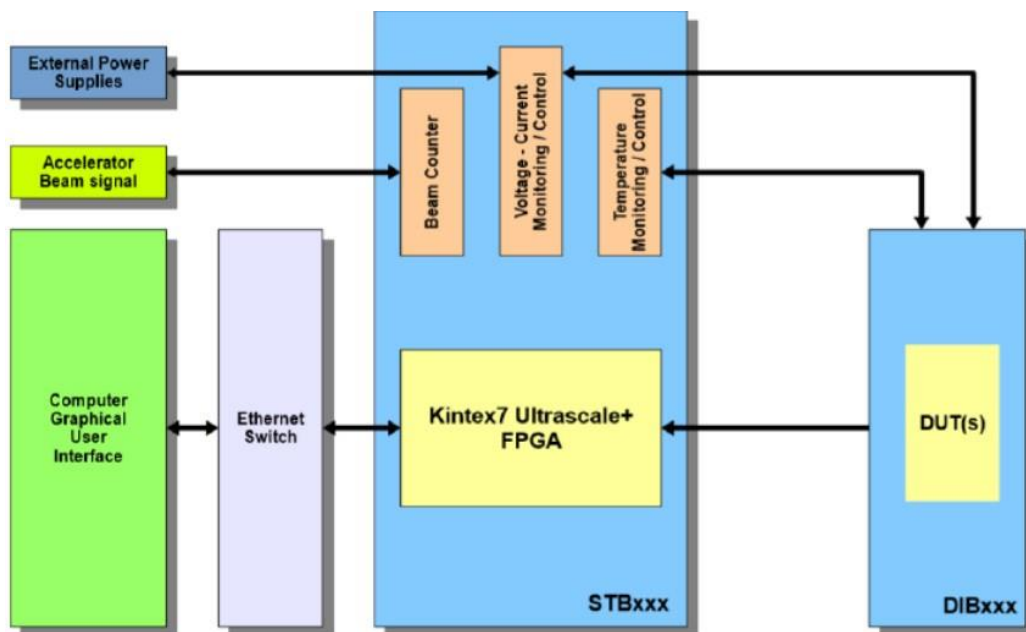 External Power
Supplies
Accelerator
Beam signal
Computer
Graphical
User
Interface
Ethernet
Switch
Beam Counter
Voltage - Current
Monitoring / Control
Temperature
Monitoring / Control
Kintex7 Ultrascale+
FPGA
STBxxx
DUT(s)
DIBxxx